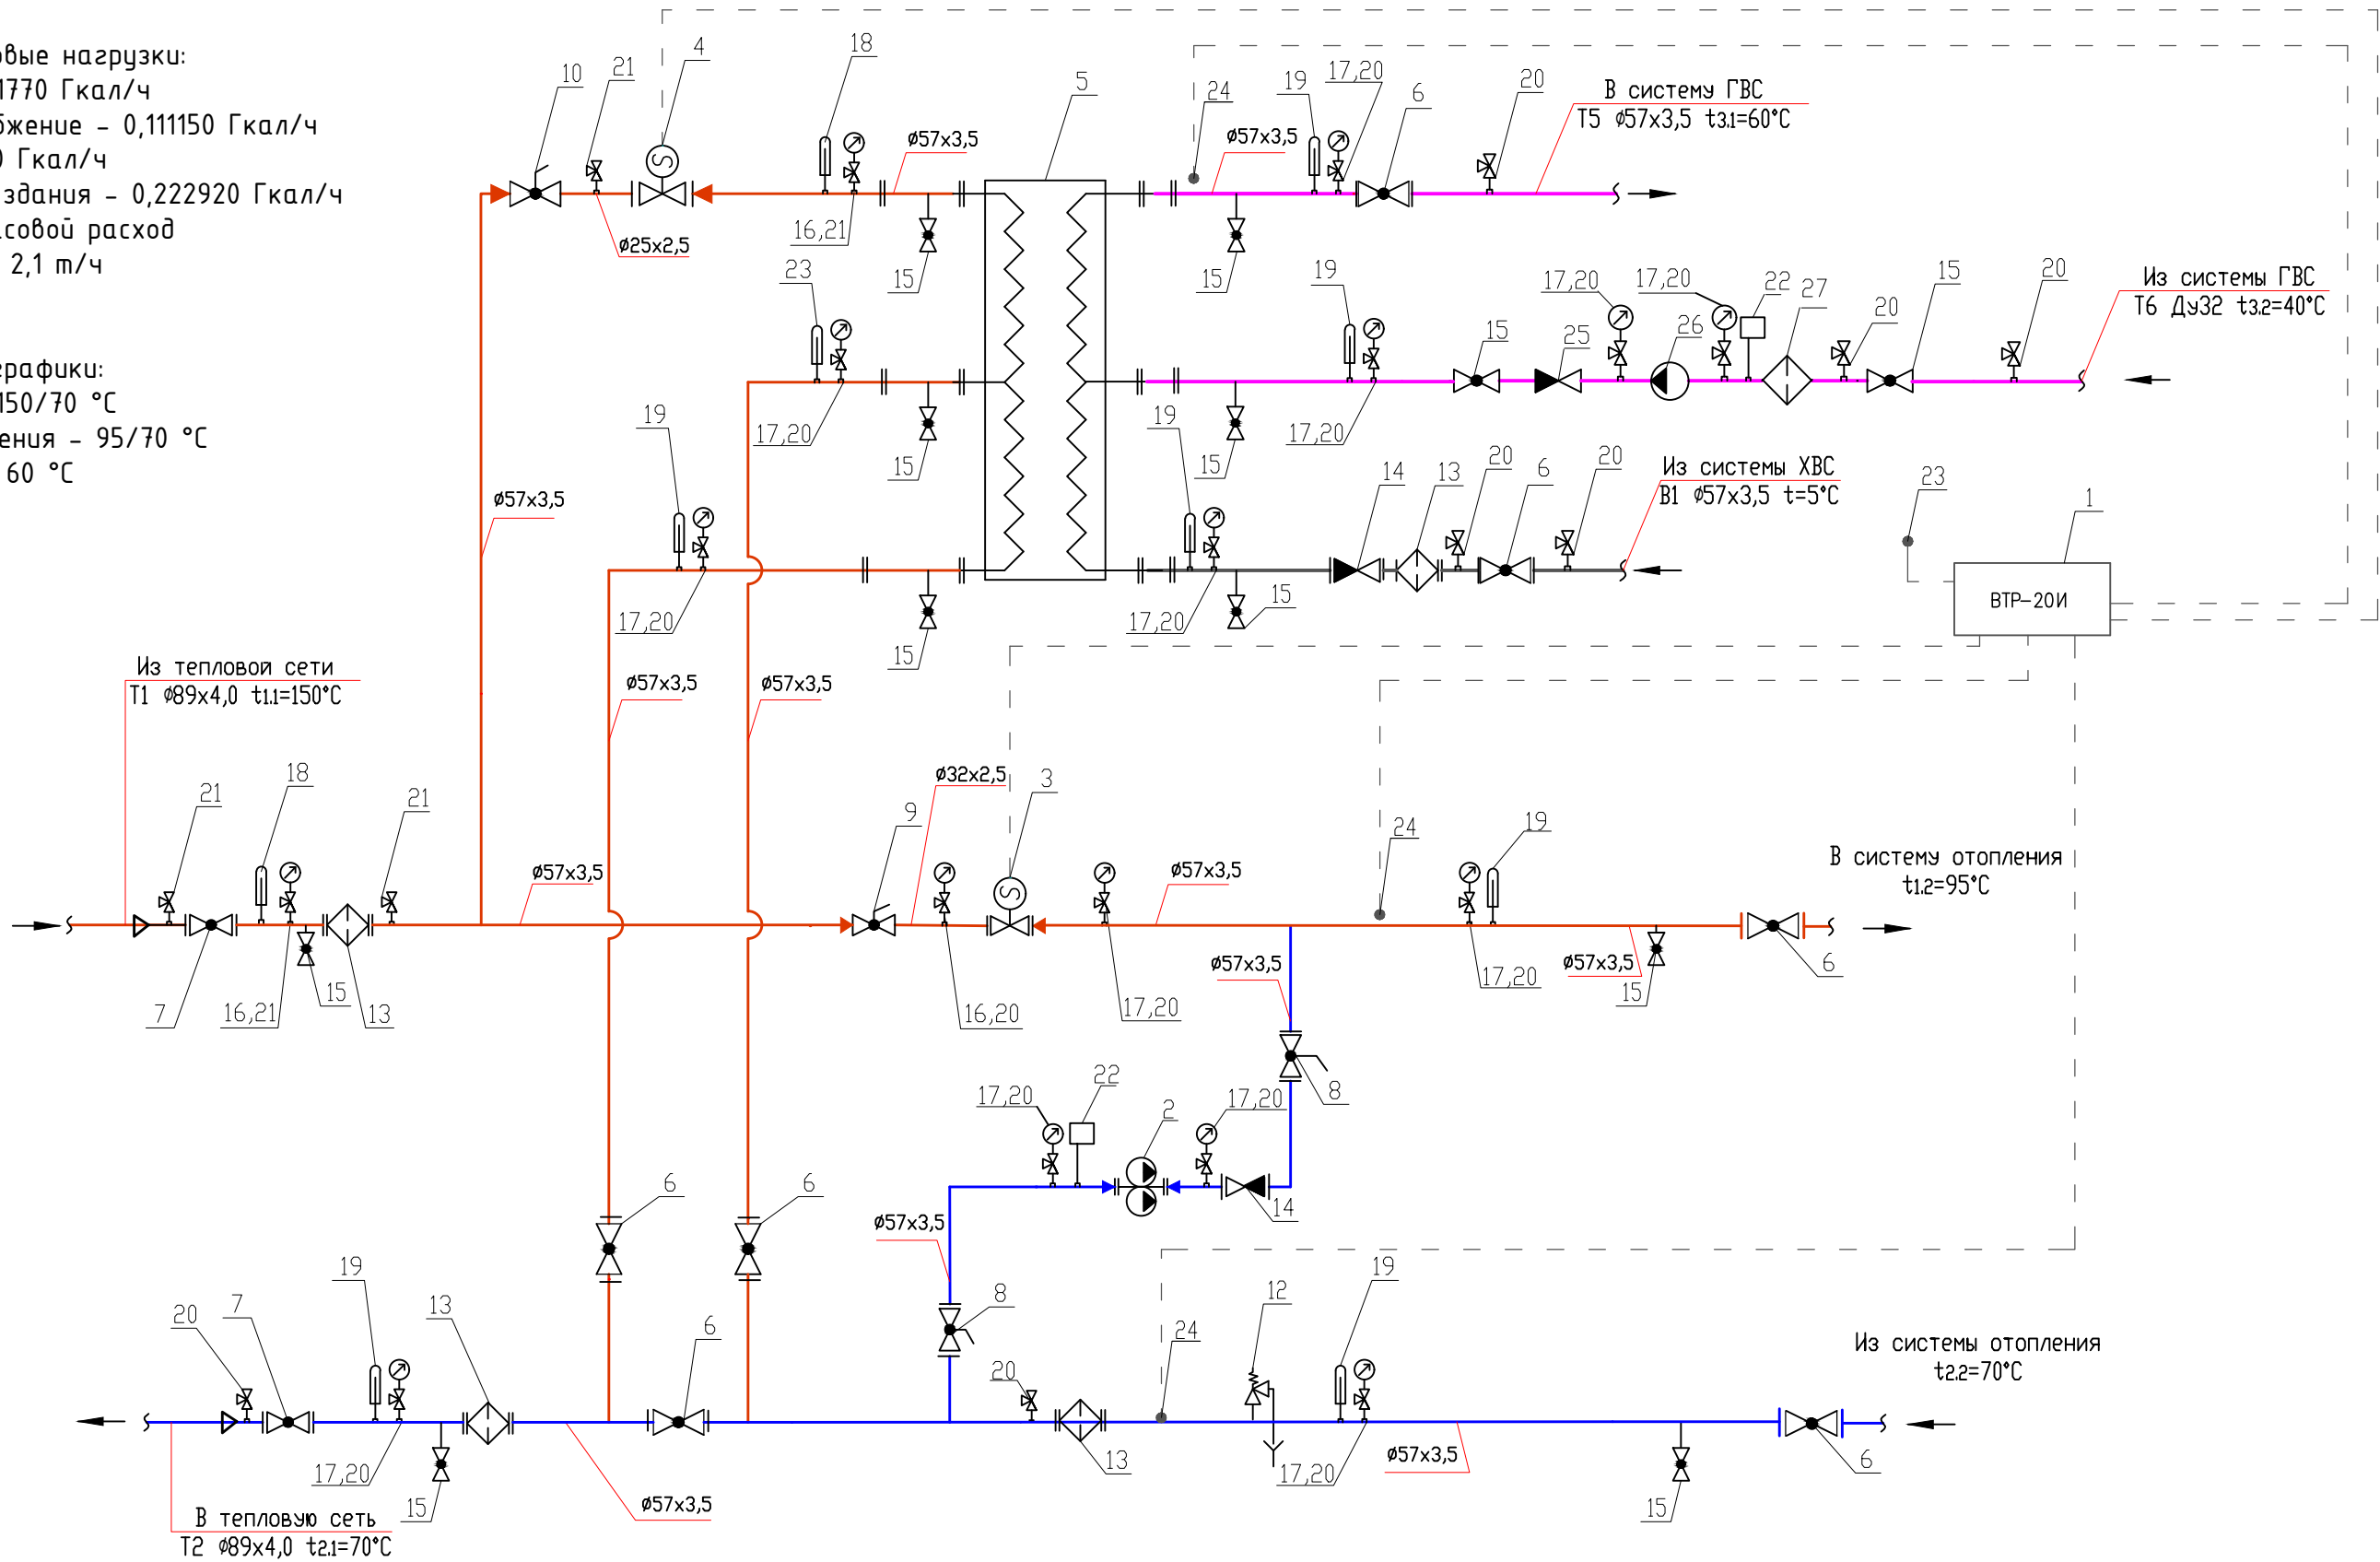 овые нагрузки:
1770 Гкал/ч
бжение - 0,111150 Гкал/ч
0 Гкал/ч
здания - 0,222920 Гкал/ч
совой расход
2,1 т/ч
рафики:
150/70 °C
ения - 95/70 °C
60 °C
10
21
4
18
5
24
19
17,20
6
20
В систему ГВС
T5 ø57x3,5 t3.1=60°C
ø57x3,5
ø57x3,5
ø25x2,5
16,21
15
15
23
19
17,20
17,20
22
27
20
15
20
Из системы ГВС
T6 Ду32 t3.2=40°C
15
25
26
17,20
15
15
17,20
19
19
14
13
20
6
20
Из системы ХВС
B1 ø57x3,5 t=5°C
23
1
ВТР-20И
ø57x3,5
17,20
15
17,20
15
Из тепловой сети
T1 ø89x4,0 t1.1=150°C
ø57x3,5
ø57x3,5
21
18
21
ø57x3,5
9
ø32x2,5
3
ø57x3,5
24
19
В систему отопления
t1.2=95°C
7
16,21
15
13
16,20
17,20
ø57x3,5
17,20
ø57x3,5
15
6
8
17,20
22
2
17,20
14
6
6
ø57x3,5
8
20
7
19
13
6
20
24
12
19
Из системы отопления
t2.2=70°C
17,20
15
ø57x3,5
13
17,20
ø57x3,5
15
6
В тепловую сеть
T2 ø89x4,0 t2.1=70°C